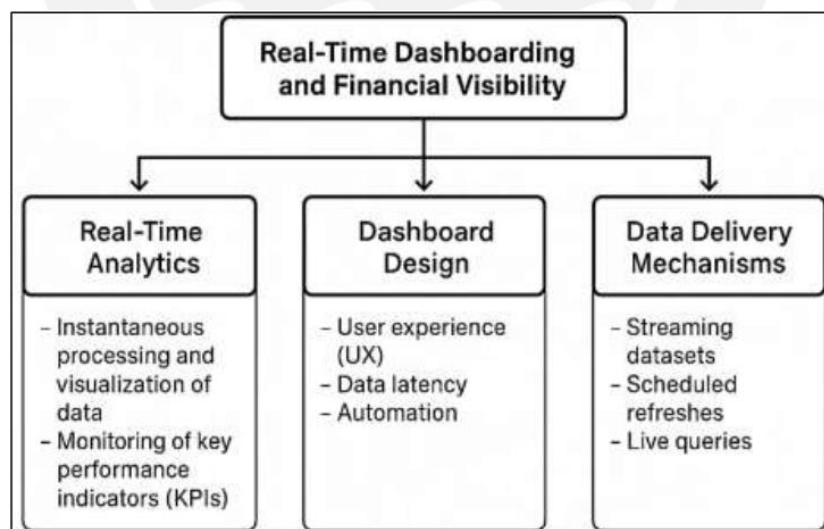 Real-Time Dashboarding
and Financial Visibility
Real-Time
Analytics
– Instantaneous
processing and
visualization of
data
– Monitoring of key
performance
indicators (KPIs)
Dashboard
Design
– User experience
(UX)
– Data latency
– Automation
Data Delivery
Mechanisms
– Streaming
datasets
– Scheduled
refreshes
– Live queries